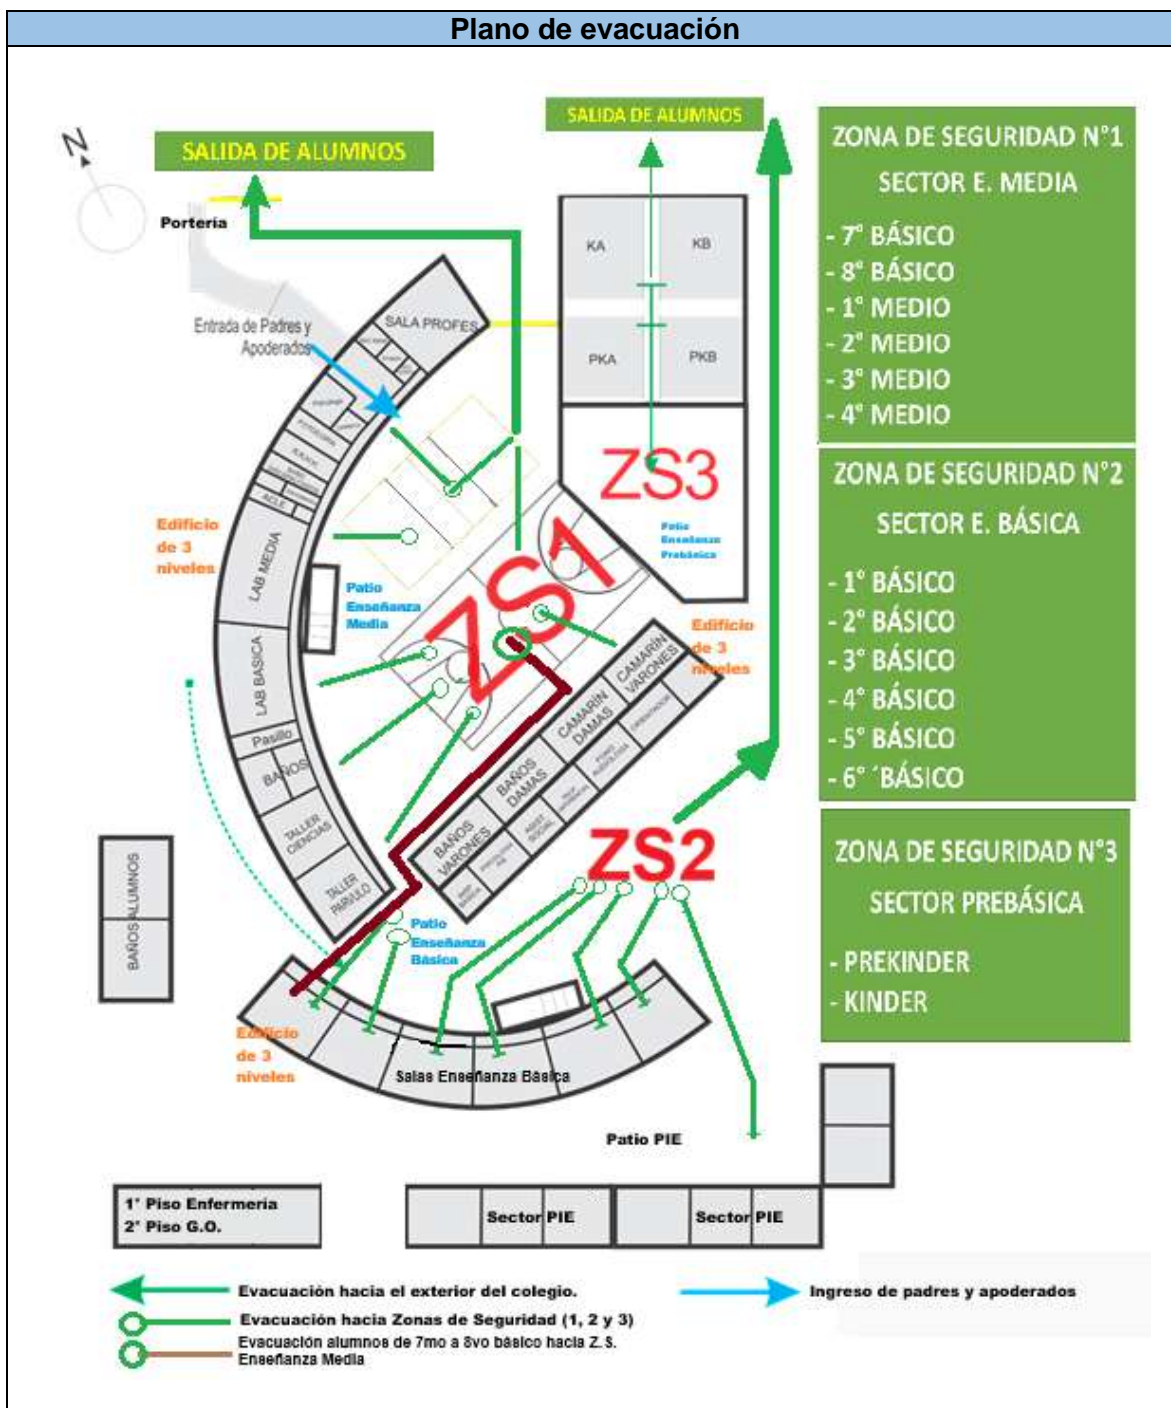 Plano de evacuación
N
SALIDA DE ALUMNOS
SALIDA DE ALUMNOS
Portería
Entrada de Padres y
Apoderados
SALA PROFES
KA
KB
PKA
PKB
ZS3
Patio
Enseñanza
Prebásica
Edificio
de 3
niveles
ACLE
LAB MEDIA
LAB BASICA
Pasillo
BAÑOS
TALLER
CIENCIAS
TALLER
PARVULO
Patio
Enseñanza
Media
ZS1
Edificio
de 3
niveles
CAMARÍN
VARONES
CAMARÍN
DAMAS
BAÑOS
DAMAS
BAÑOS
VARONES
ASIST.
SOCIAL
ZS2
BAÑOS ALUMNOS
Patio
Enseñanza
Básica
Edificio
de 3
niveles
Salas Enseñanza Básica
Patio PIE
1° Piso Enfermería
2° Piso G.O.
Sector PIE
Sector PIE
ZONA DE SEGURIDAD N°1
SECTOR E. MEDIA
- 7° BÁSICO
- 8° BÁSICO
- 1° MEDIO
- 2° MEDIO
- 3° MEDIO
- 4° MEDIO
ZONA DE SEGURIDAD N°2
SECTOR E. BÁSICA
- 1° BÁSICO
- 2° BÁSICO
- 3° BÁSICO
- 4° BÁSICO
- 5° BÁSICO
- 6° ´BÁSICO
ZONA DE SEGURIDAD N°3
SECTOR PREBÁSICA
- PREKINDER
- KINDER
Evacuación hacia el exterior del colegio.
Ingreso de padres y apoderados
Evacuación hacia Zonas de Seguridad (1, 2 y 3)
Evacuación alumnos de 7mo a 8vo básico hacia Z.S.
Enseñanza Media